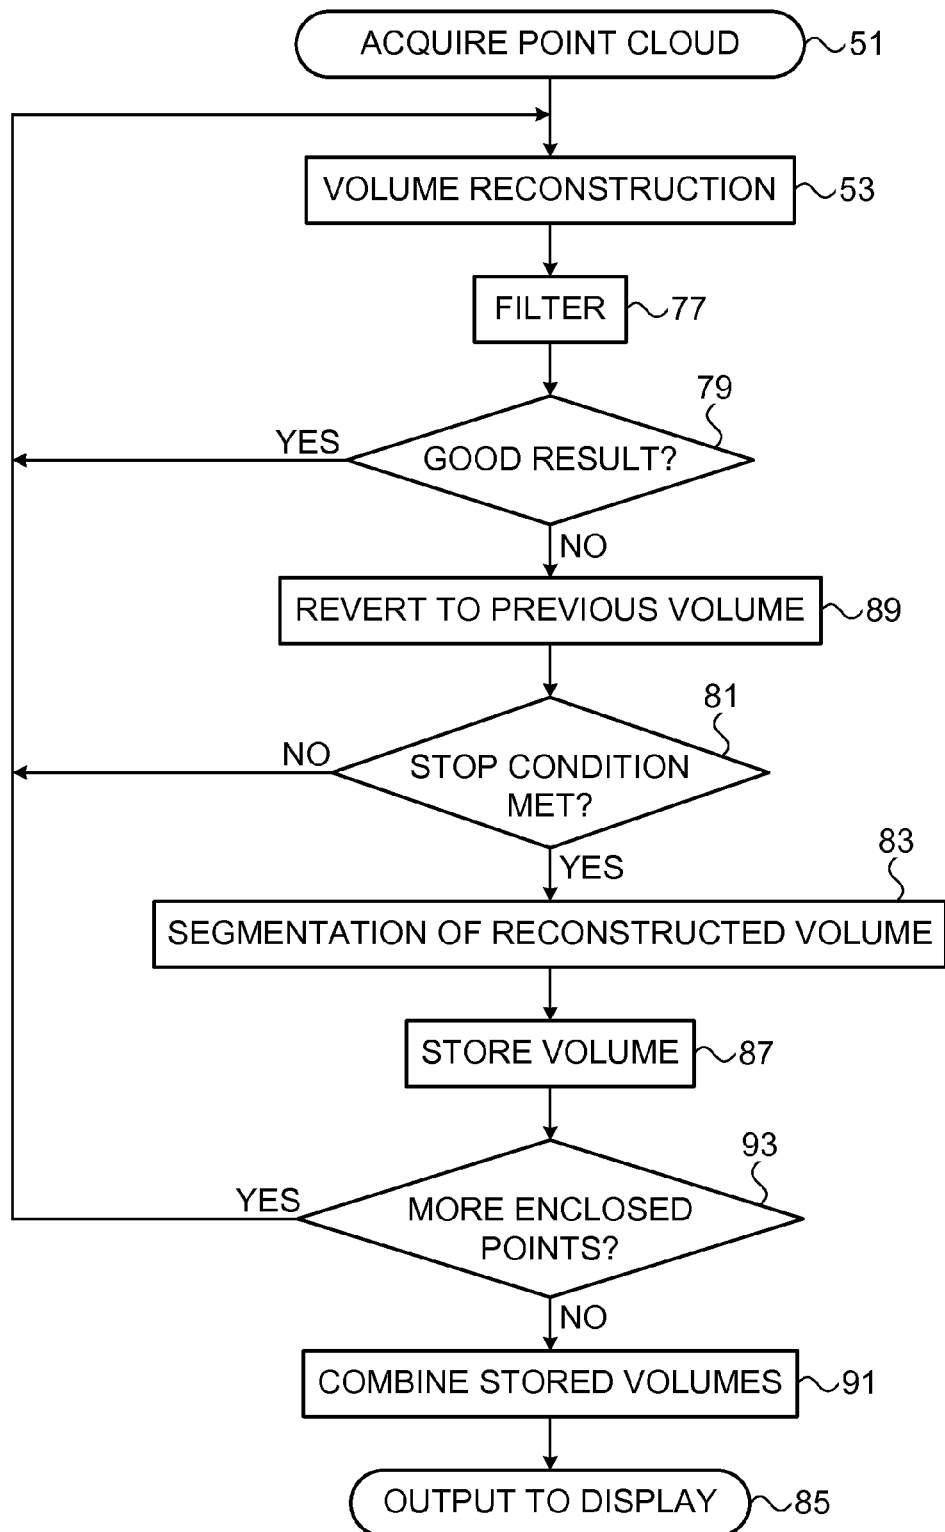 ACQUIRE POINT CLOUD 51
VOLUME RECONSTRUCTION 53
FILTER 77
79
YES
GOOD RESULT?
NO
REVERT TO PREVIOUS VOLUME 89
81
NO
STOP CONDITION
MET?
YES
83
SEGMENTATION OF RECONSTRUCTED VOLUME
STORE VOLUME 87
93
YES
MORE ENCLOSED
POINTS?
NO
COMBINE STORED VOLUMES 91
OUTPUT TO DISPLAY 85